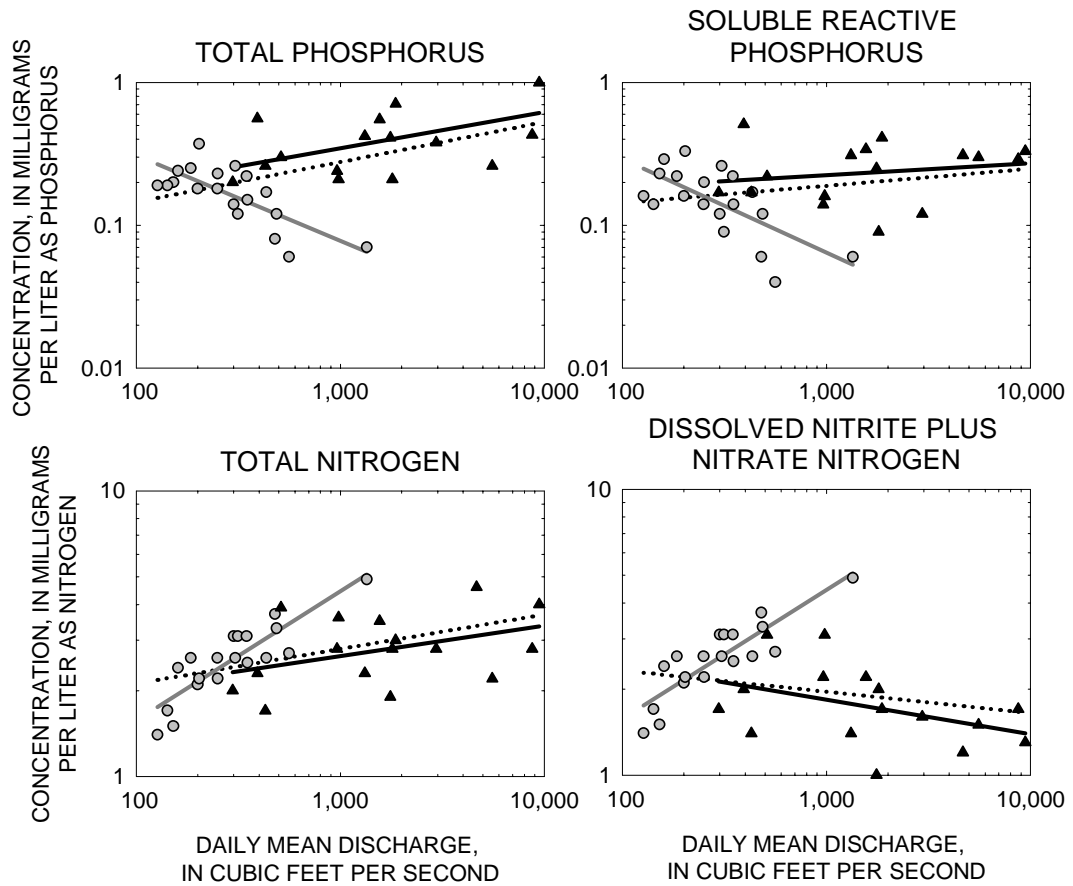 TOTAL PHOSPHORUS
SOLUBLE REACTIVE
PHOSPHORUS
CONCENTRATION, IN MILLIGRAMS
PER LITER AS PHOSPHORUS
1
0.1
0.01
100
1,000
10,000
1
0.1
0.01
100
1,000
10,000
TOTAL NITROGEN
DISSOLVED NITRITE PLUS
NITRATE NITROGEN
CONCENTRATION, IN MILLIGRAMS
PER LITER AS NITROGEN
10
1
100
1,000
10,000
10
1
100
1,000
10,000
DAILY MEAN DISCHARGE,
IN CUBIC FEET PER SECOND
DAILY MEAN DISCHARGE,
IN CUBIC FEET PER SECOND